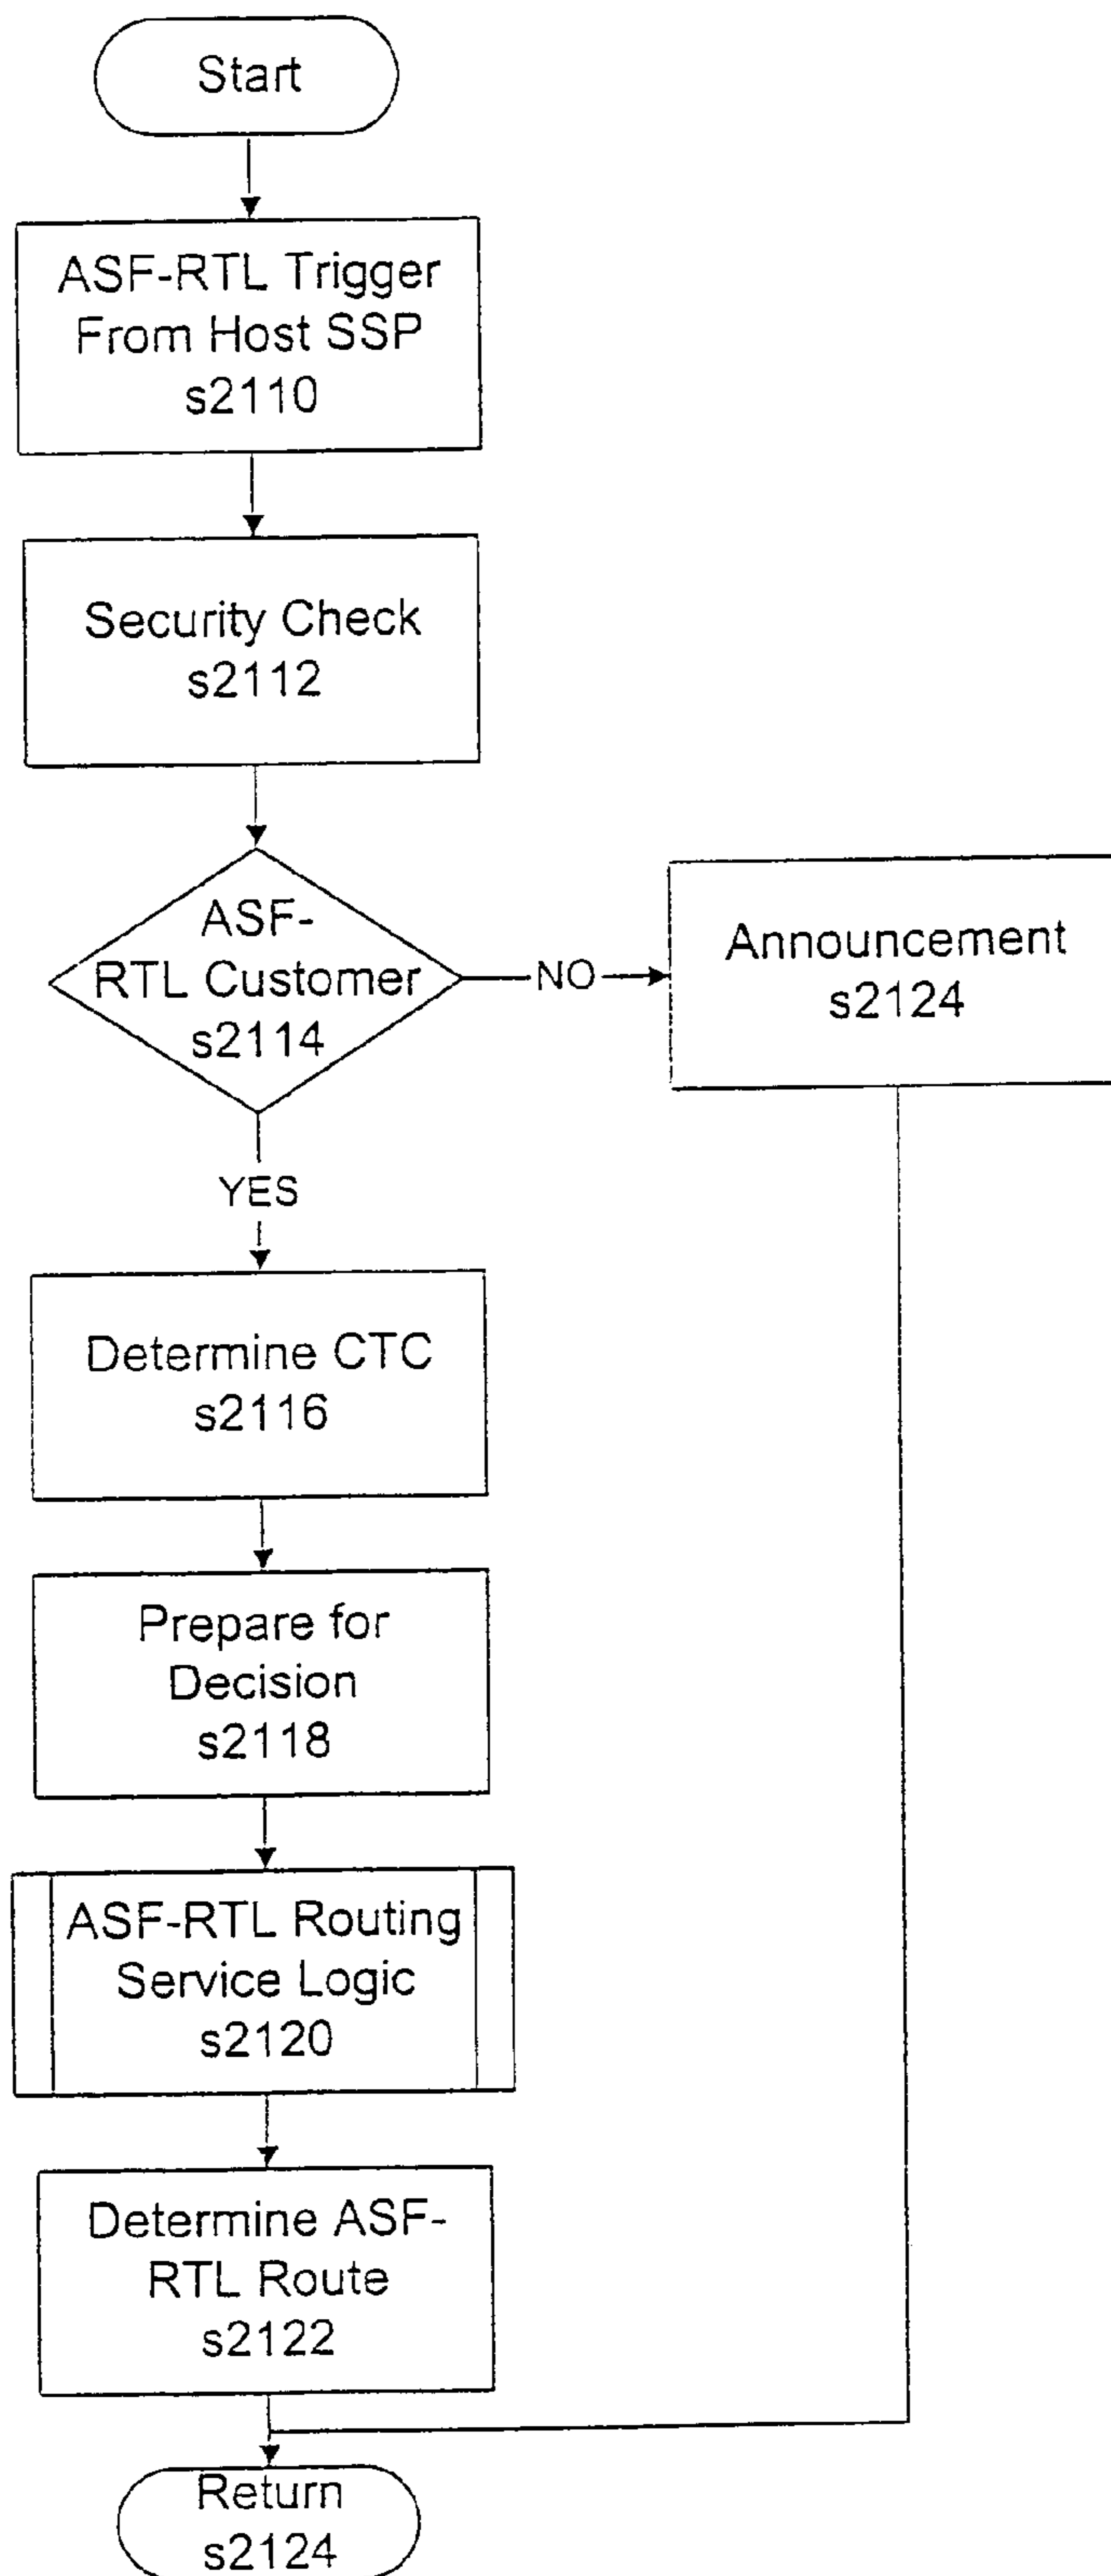 Start
ASF-RTL Trigger
From Host SSP
s2110
Security Check
s2112
ASF-
RTL Customer
s2114
NO
Announcement
s2124
YES
Determine CTC
s2116
Prepare for
Decision
s2118
ASF-RTL Routing
Service Logic
s2120
Determine ASF-
RTL Route
s2122
Return
s2124